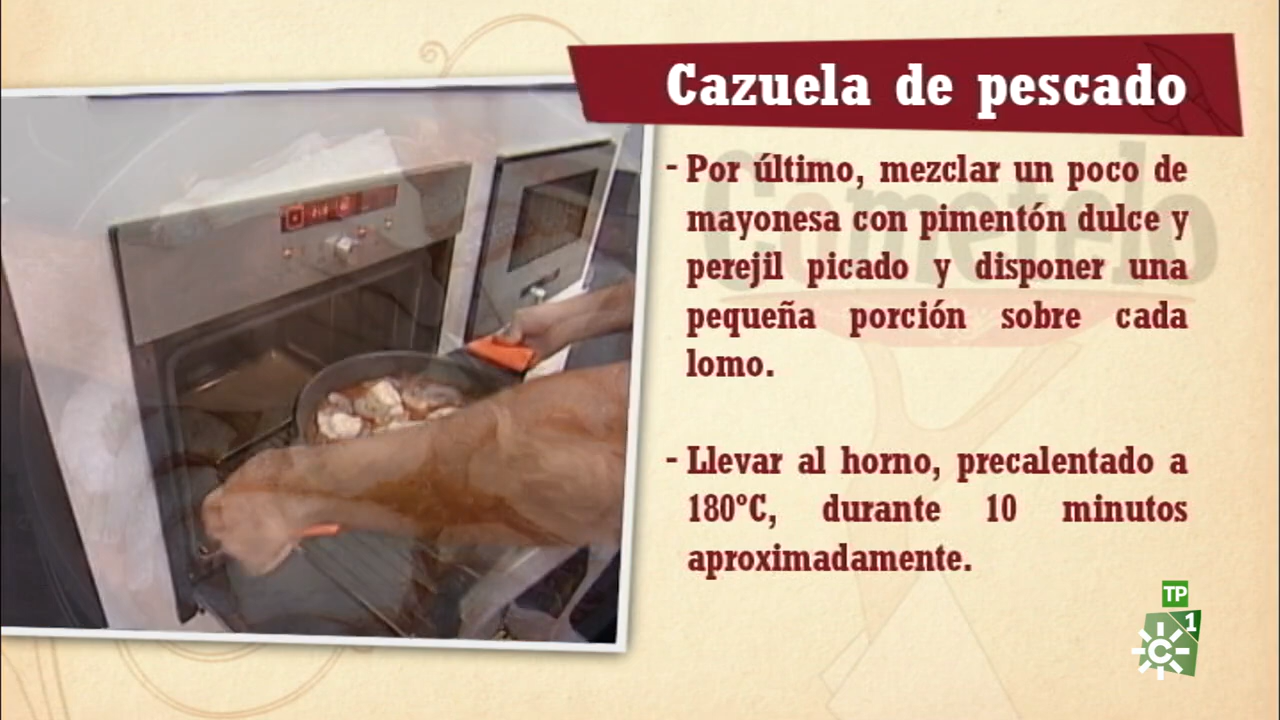 Cazuela de pescado
- Por último, mezclar un poco de
mayonesa con pimentón dulce y
perejil picado y disponer una
pequeña porción sobre cada
lomo.
- Llevar al horno, precalentado a
180°C, durante 10 minutos
aproximadamente.
Cometelo
TP
1
C